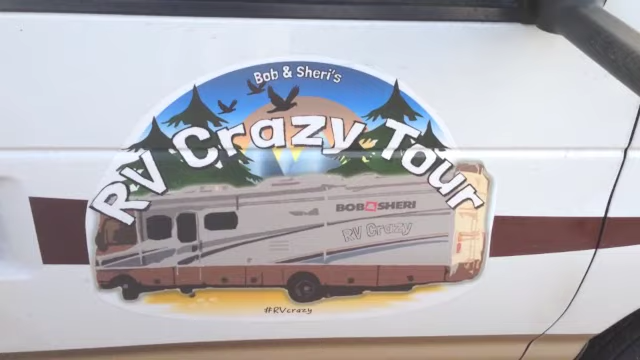 Bob & Sheri's
RV Crazy Tour
BOB&SHERI
RV Crazy
#RVcrazy